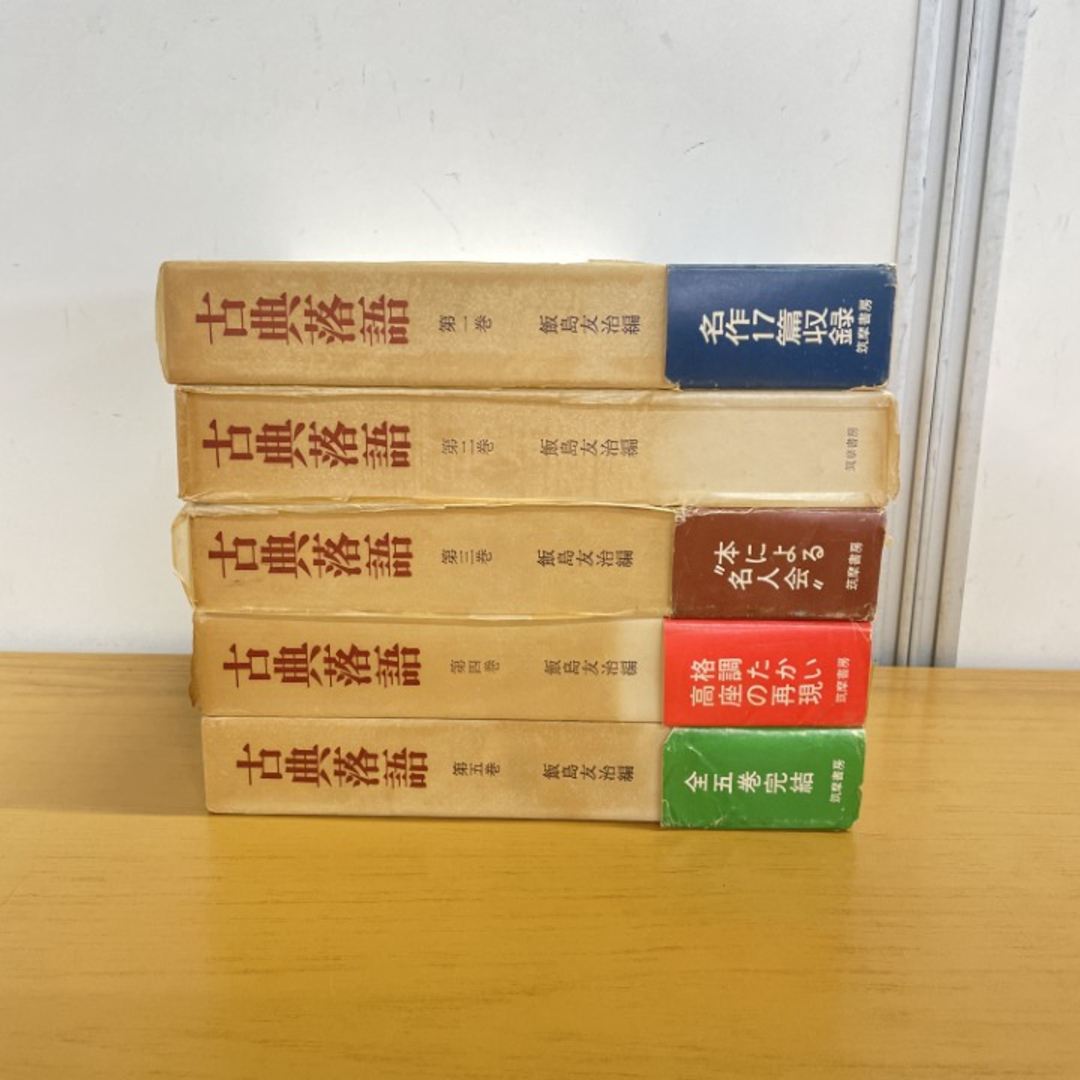 古典落語
第一巻
飯島友治編
名作17篇収録
筑摩書房
古典落語
第二巻
飯島友治編
筑摩書房
古典落語
第三巻
飯島友治編
〝本による
名人会〟
筑摩書房
古典落語
第四巻
飯島友治編
格調たかい
高座の再現
筑摩書房
古典落語
第五巻
飯島友治編
全五巻完結
筑摩書房